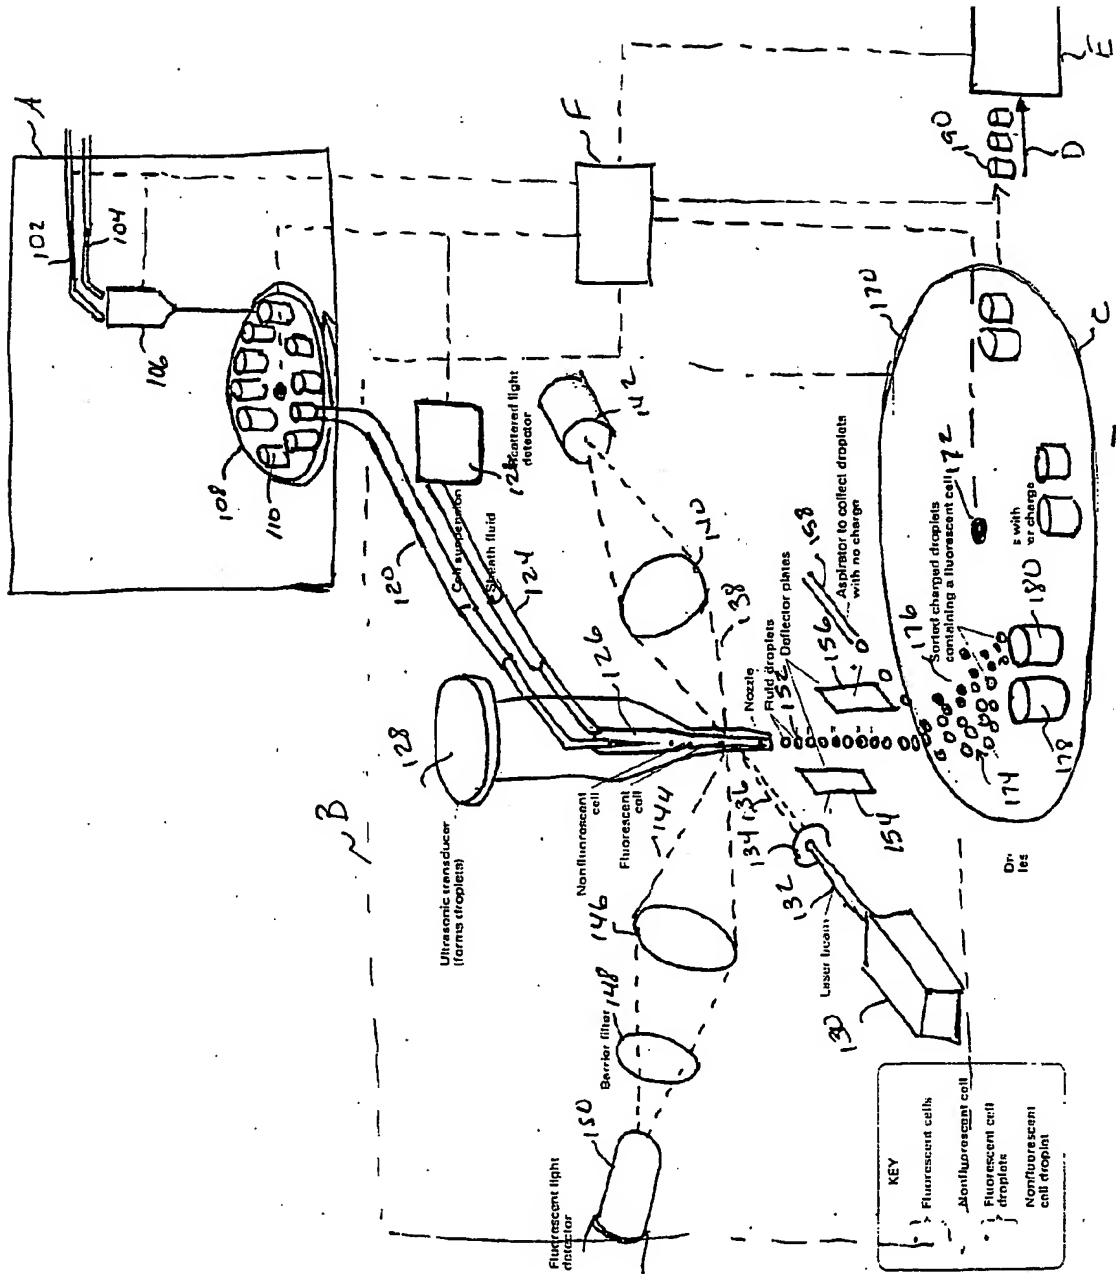 A
102
104
106
108
110
120
F
E
190
D
170
C
128
Scattered light
detector
142
Cell suspension
Sheath fluid
124
140
138
126
128
Ultrasonic transducer
(forms droplets)
B
Nonfluorescent
cell
Fluorescent
cell
144
146
Barrier filter
148
150
Fluorescent light
detector
Nozzle
Fluid droplets
152
Deflector plates
156
158
Aspirator to collect droplets
with no charge
136
134
132
Laser beam
130
154
176
Sorted charged droplets
containing a fluorescent cell
172
s with
or charge
174
178
180
KEY
Fluorescent cells
Nonfluorescent cell
Fluorescent cell
droplets
Nonfluorescent
cell droplet